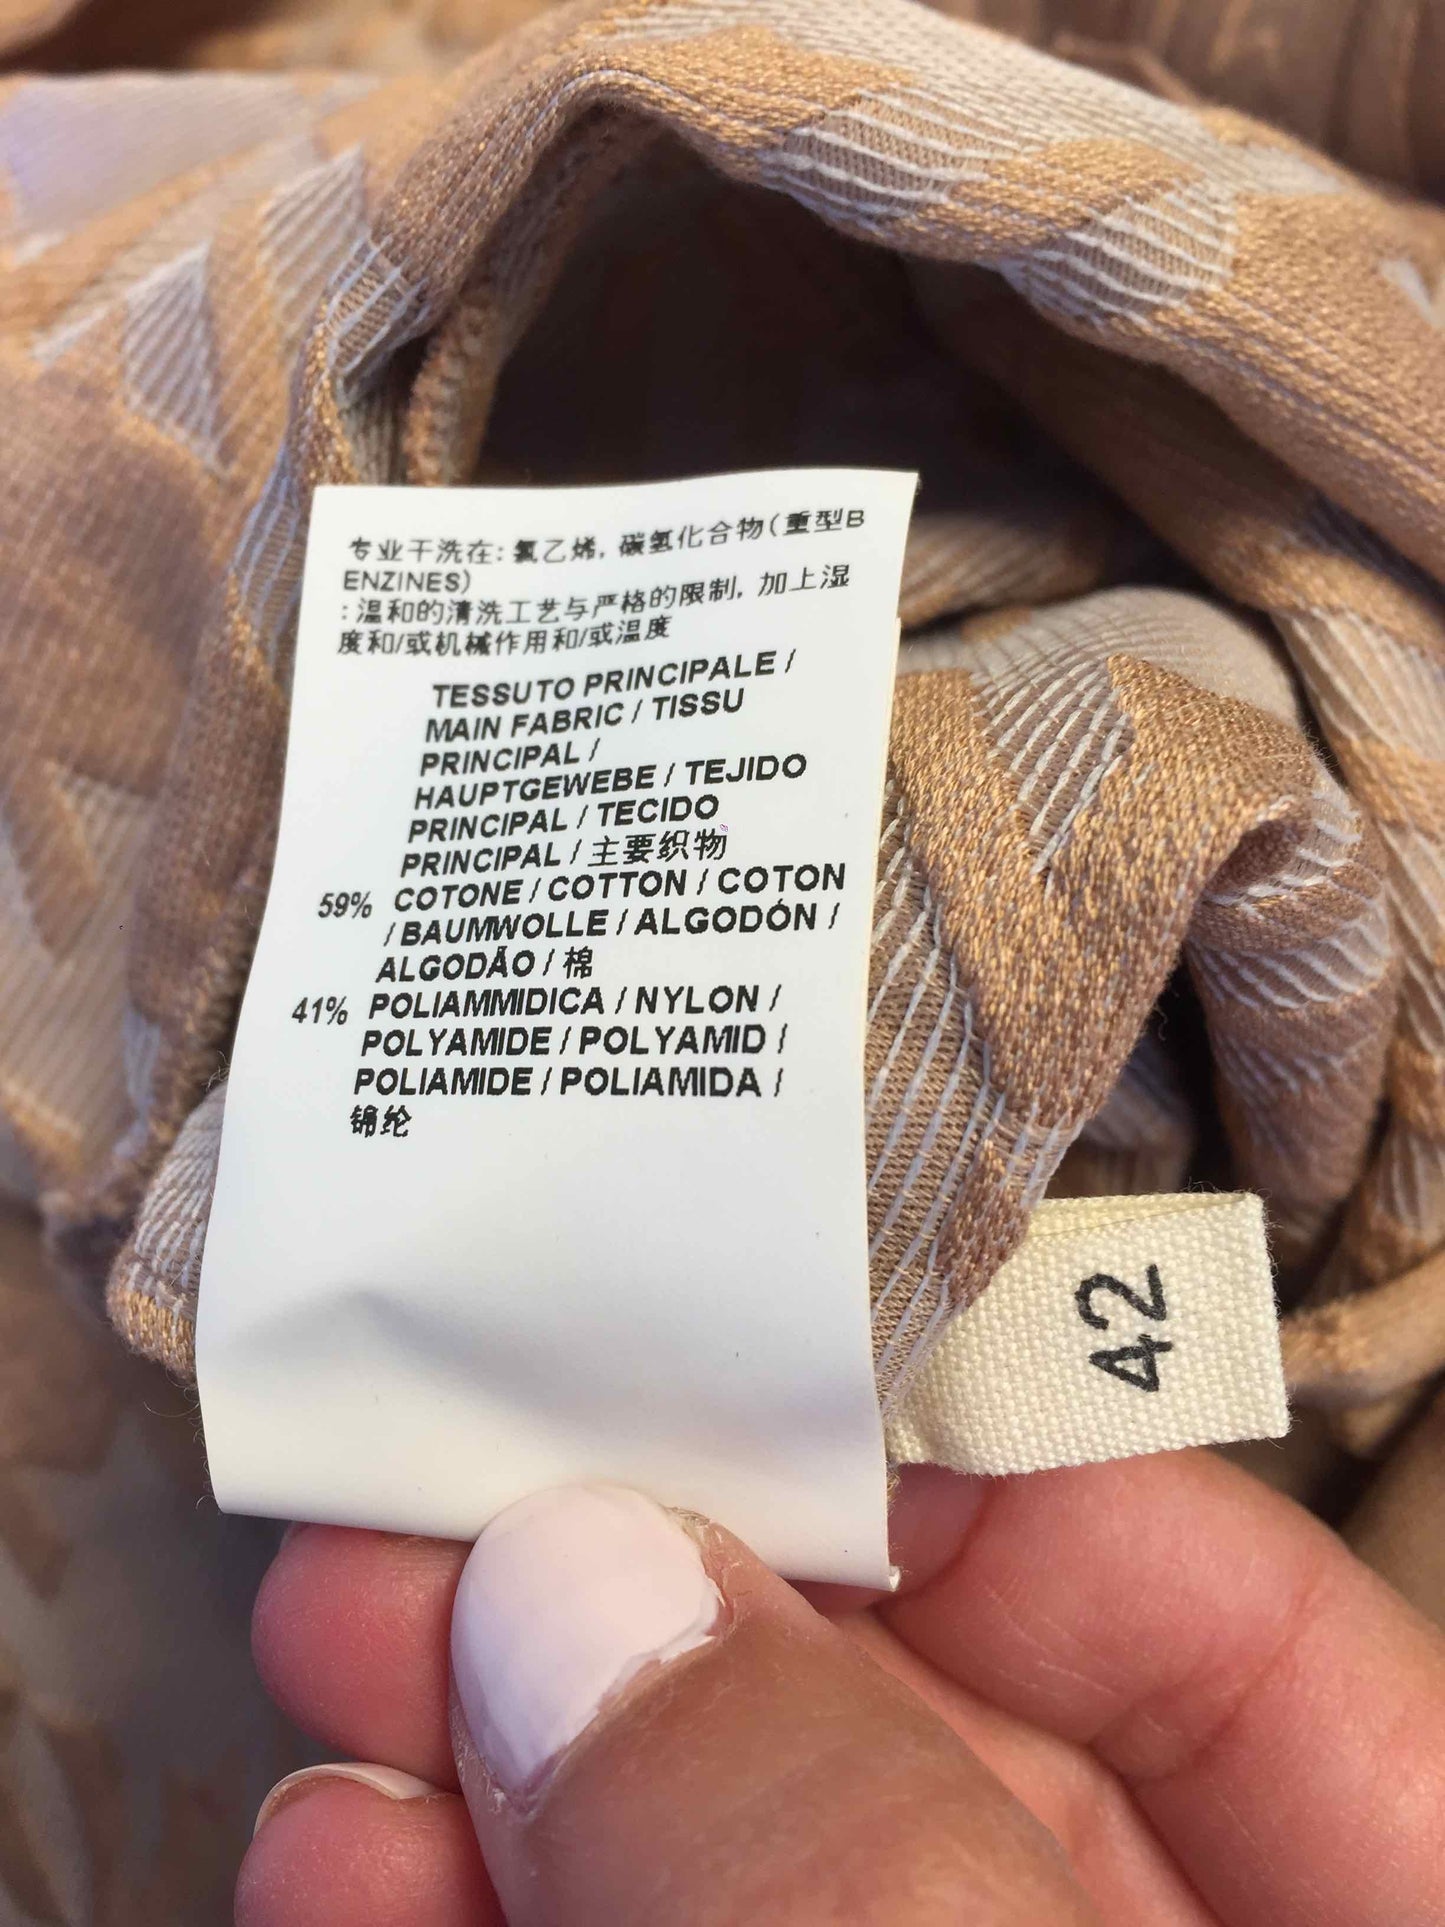 专业干洗在: 氯乙烯, 碳氢化合物(重型B
ENZINES)
:温和的清洗工艺与严格的限制, 加上湿
度和/或机械作用和/或温度
TESSUTO PRINCIPALE /
MAIN FABRIC / TISSU
PRINCIPAL /
HAUPTGEWEBE / TEJIDO
PRINCIPAL / TECIDO
PRINCIPAL / 主要织物
59% COTONE / COTTON / COTON
/ BAUMWOLLE / ALGODÓN /
ALGODÃO / 棉
41% POLIAMMIDICA / NYLON /
POLYAMIDE / POLYAMID /
POLIAMIDE / POLIAMIDA /
锦纶
42